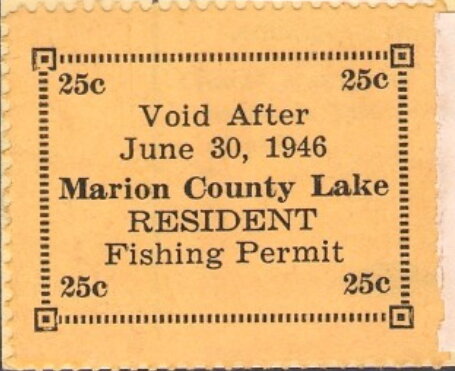 25c 25c
Void After
June 30, 1946
Marion County Lake
RESIDENT
Fishing Permit
25c 25c